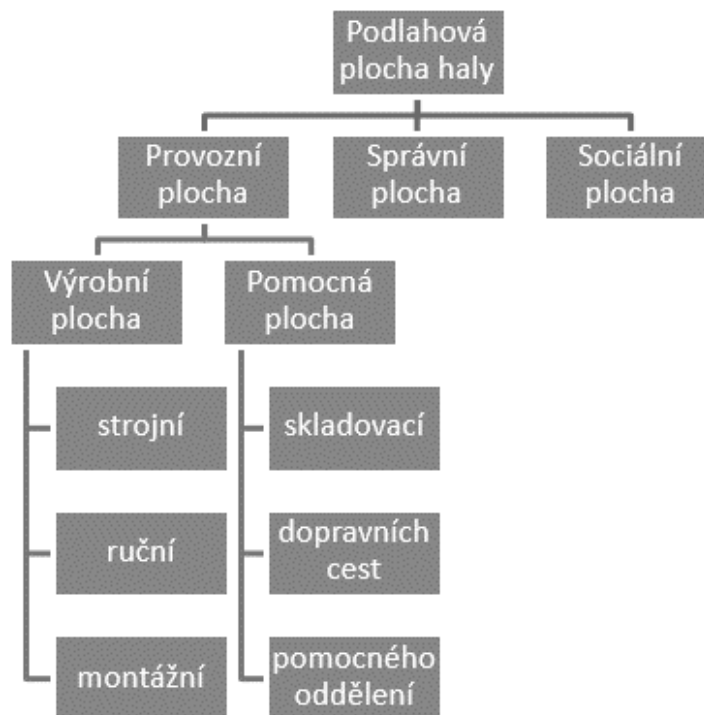 Podlahová
plocha haly
Provozní
plocha
Správní
plocha
Sociální
plocha
Výrobní
plocha
Pomocná
plocha
strojní
ruční
montážní
skladovací
dopravních
cest
pomocného
oddělení